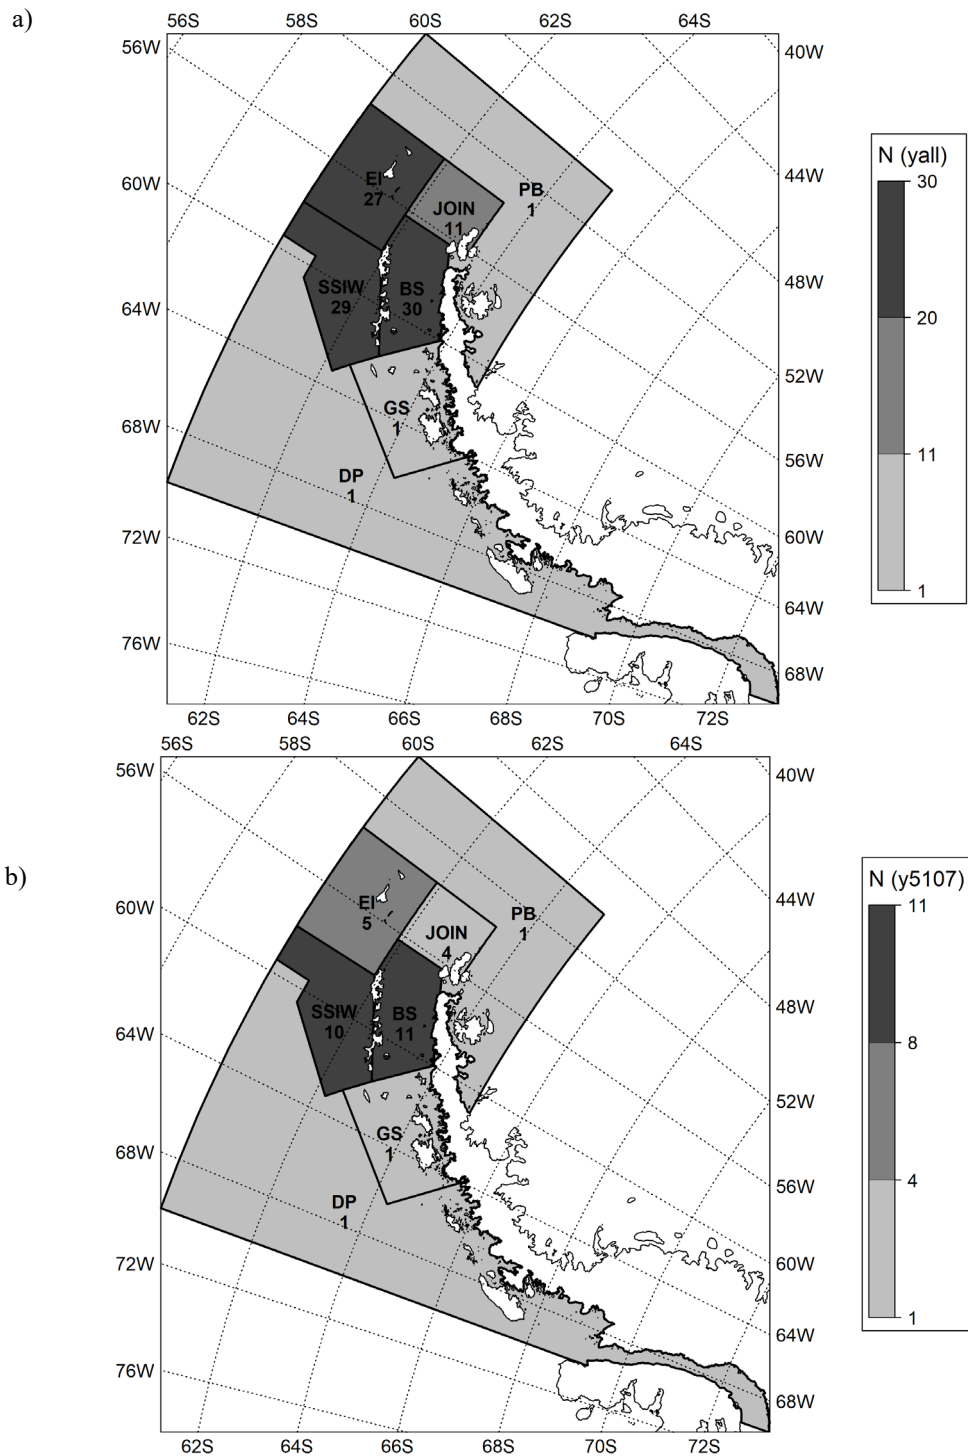 a)
56S 58S 60S 62S 64S
56W
60W
64W
68W
72W
76W
40W
44W
48W
52W
56W
60W
64W
68W
EI
27
JOIN
11
PB
1
SSIW
29
BS
30
GS
1
DP
1
62S 64S 66S 68S 70S 72S
N (yall)
30
20
11
1
b)
56S 58S 60S 62S 64S
56W
60W
64W
68W
72W
76W
40W
44W
48W
52W
56W
60W
64W
68W
EI
5
JOIN
4
PB
1
SSIW
10
BS
11
GS
1
DP
1
62S 64S 66S 68S 70S 72S
N (y5107)
11
8
4
1